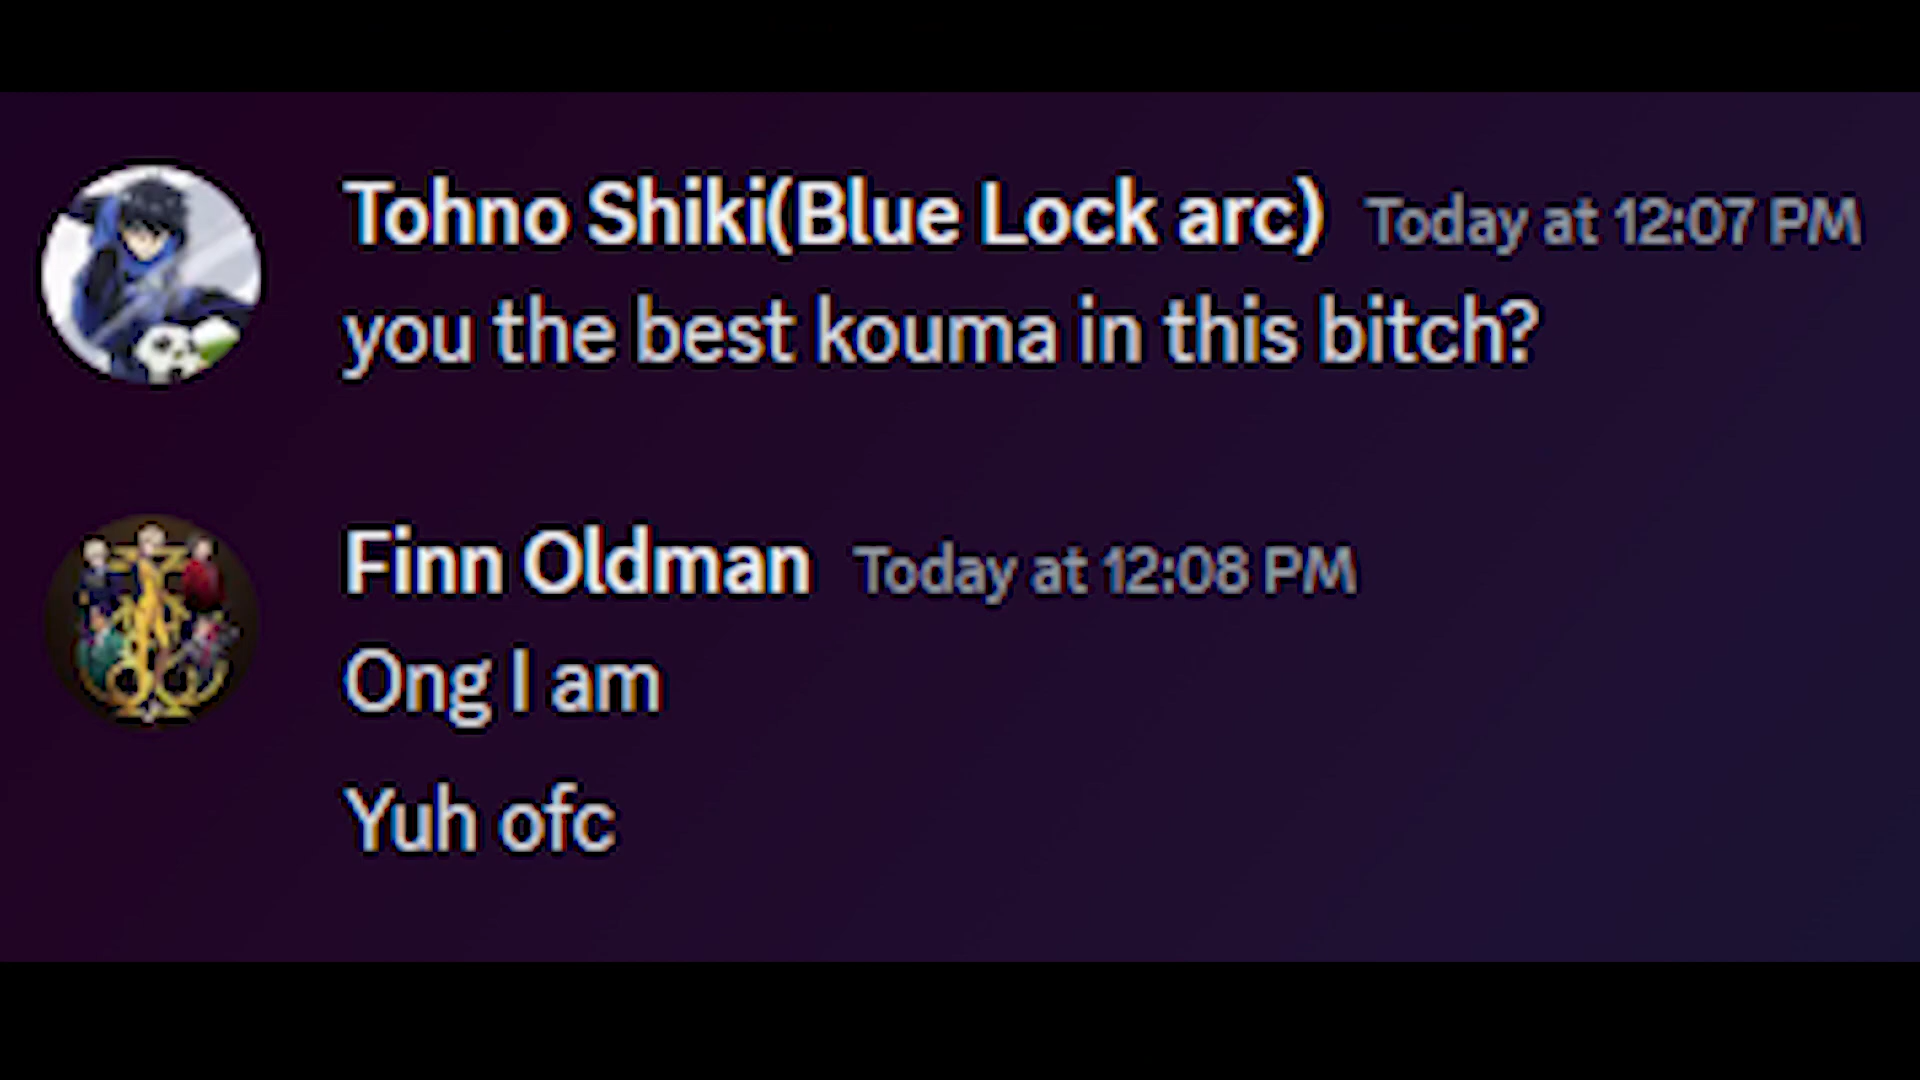 Tohno Shiki(Blue Lock arc) Today at 12:07 PM
you the best kouma in this bitch?
Finn Oldman Today at 12:08 PM
Ong I am
Yuh ofc